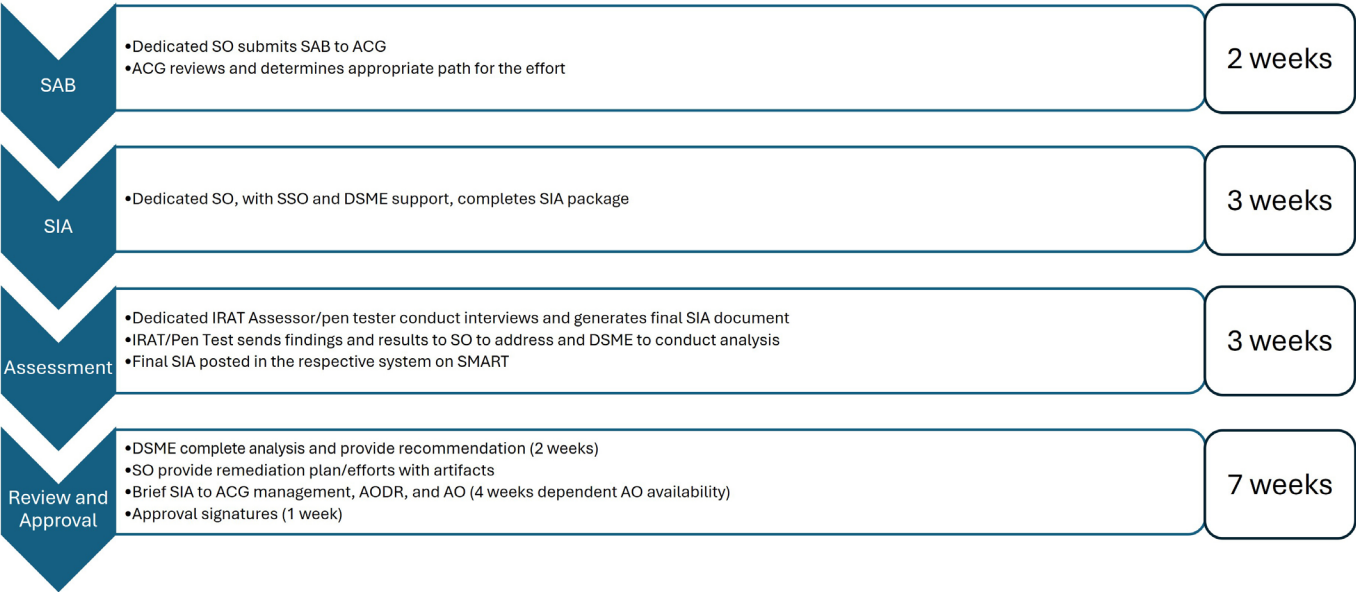 SAB
•Dedicated SO submits SAB to ACG
•ACG reviews and determines appropriate path for the effort
2 weeks
SIA
•Dedicated SO, with SSO and DSME support, completes SIA package
3 weeks
Assessment
•Dedicated IRAT Assessor/pen tester conduct interviews and generates final SIA document
•IRAT/Pen Test sends findings and results to SO to address and DSME to conduct analysis
•Final SIA posted in the respective system on SMART
3 weeks
Review and
Approval
•DSME complete analysis and provide recommendation (2 weeks)
•SO provide remediation plan/efforts with artifacts
•Brief SIA to ACG management, AODR, and AO (4 weeks dependent AO availability)
•Approval signatures (1 week)
7 weeks